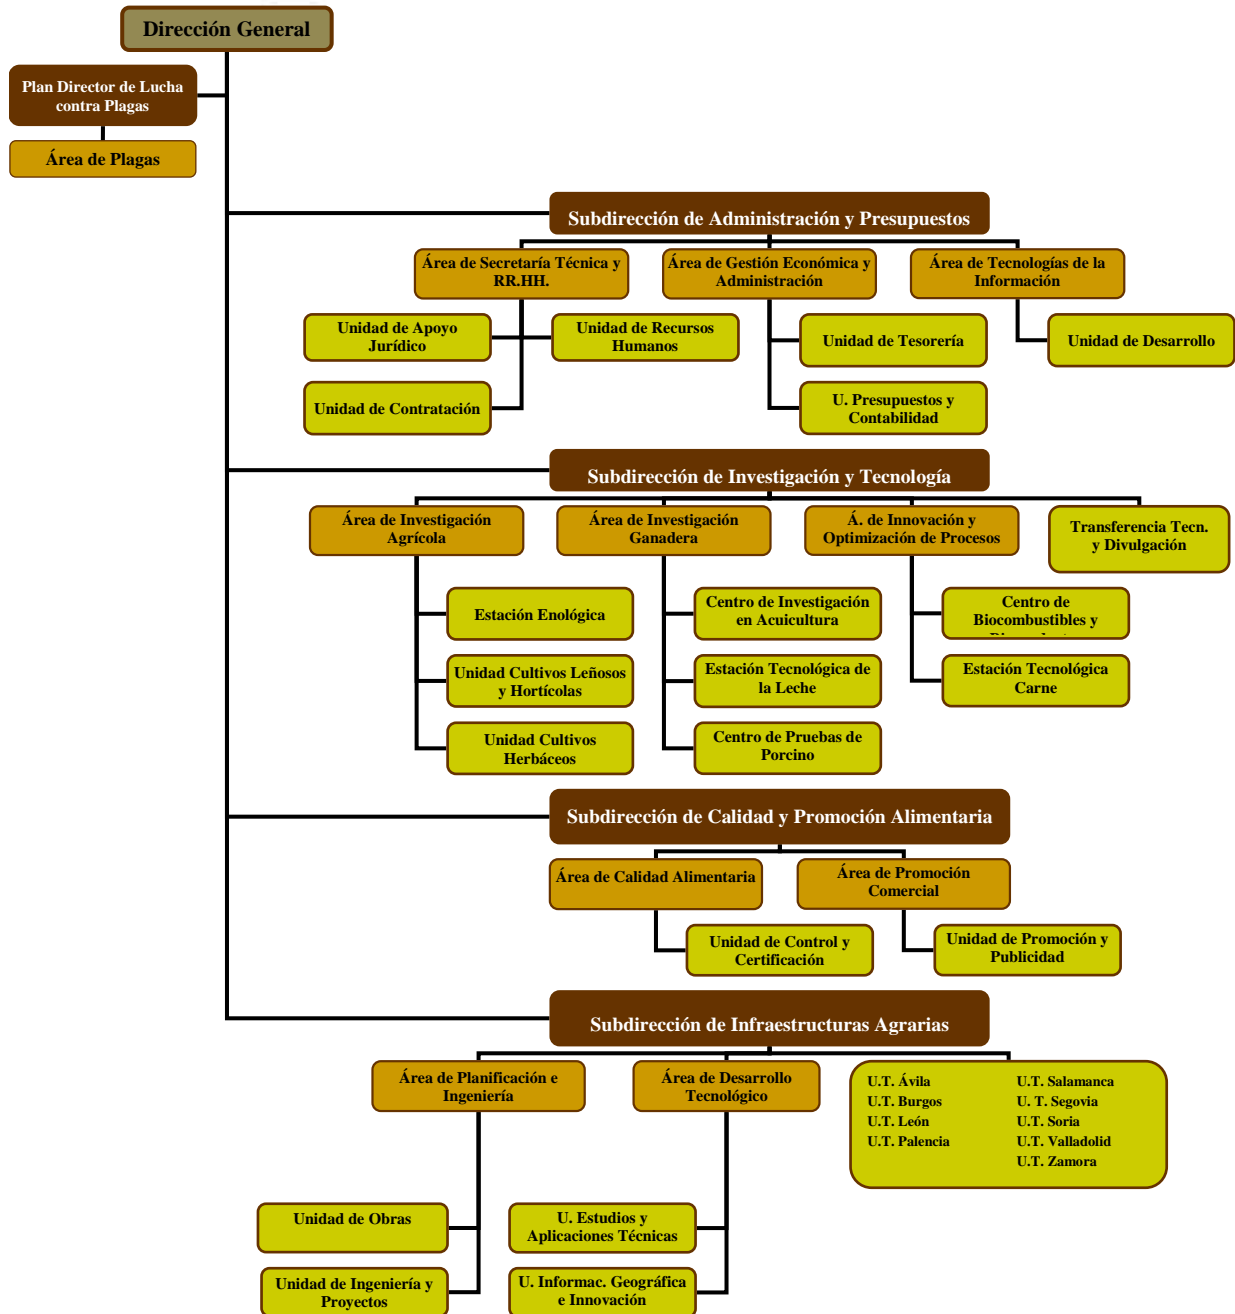 Dirección General
Plan Director de Lucha
contra Plagas
Área de Plagas
Subdirección de Administración y Presupuestos
Área de Secretaría Técnica y
RR.HH.
Área de Gestión Económica y
Administración
Área de Tecnologías de la
Información
Unidad de Apoyo
Jurídico
Unidad de Recursos
Humanos
Unidad de Tesorería
Unidad de Desarrollo
Unidad de Contratación
U. Presupuestos y
Contabilidad
Subdirección de Investigación y Tecnología
Área de Investigación
Agrícola
Área de Investigación
Ganadera
Á. de Innovación y
Optimización de Procesos
Transferencia Tecn.
y Divulgación
Estación Enológica
Centro de Investigación
en Acuicultura
Centro de
Biocombustibles y
Unidad Cultivos Leñosos
y Hortícolas
Estación Tecnológica de
la Leche
Estación Tecnológica
Carne
Unidad Cultivos
Herbáceos
Centro de Pruebas de
Porcino
Subdirección de Calidad y Promoción Alimentaria
Área de Calidad Alimentaria
Área de Promoción
Comercial
Unidad de Control y
Certificación
Unidad de Promoción y
Publicidad
Subdirección de Infraestructuras Agrarias
Área de Planificación e
Ingeniería
Área de Desarrollo
Tecnológico
U.T. Ávila
U.T. Burgos
U.T. León
U.T. Palencia
U.T. Salamanca
U. T. Segovia
U.T. Soria
U.T. Valladolid
U.T. Zamora
Unidad de Obras
U. Estudios y
Aplicaciones Técnicas
Unidad de Ingeniería y
Proyectos
U. Informac. Geográfica
e Innovación